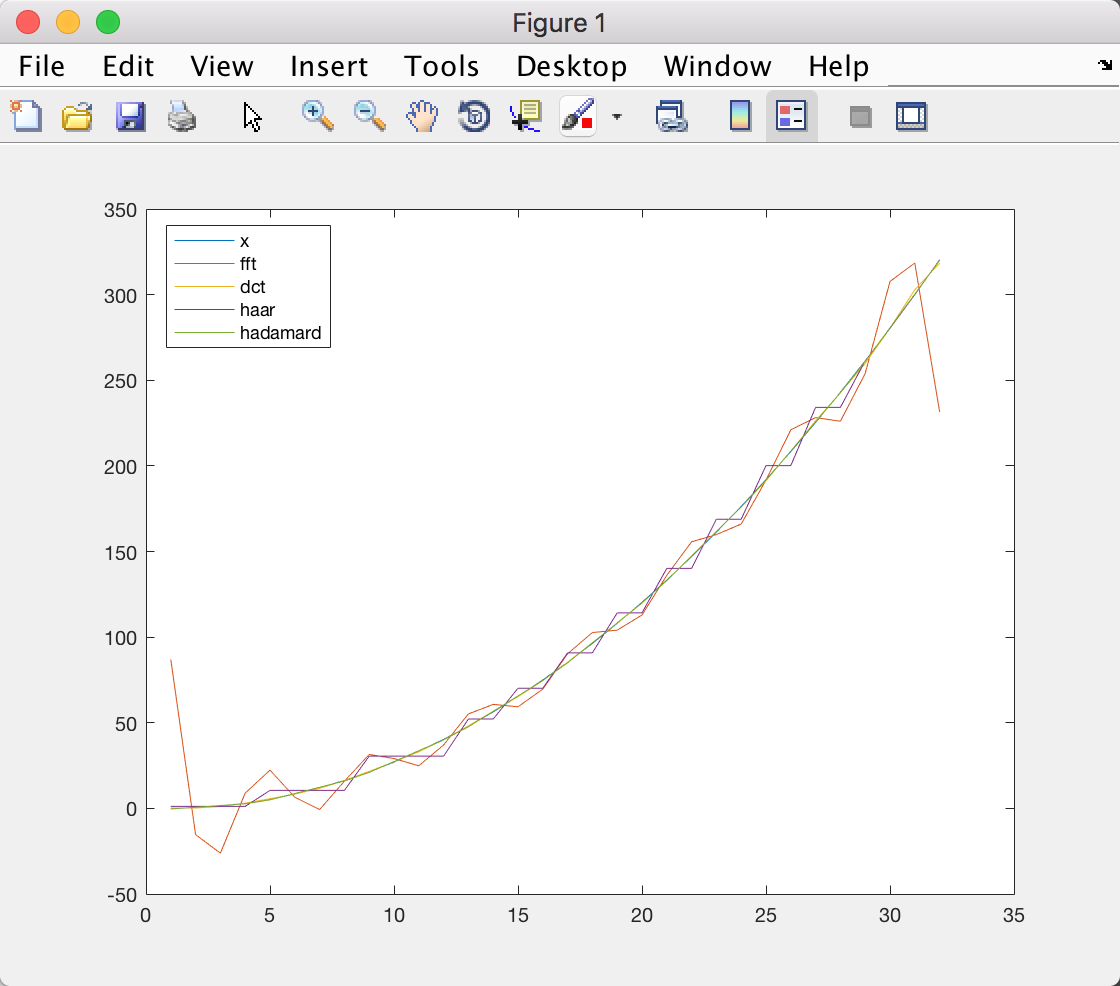 Figure 1
File Edit View Insert Tools Desktop Window Help
350
300
250
200
150
100
50
0
-50
x
fft
dct
haar
hadamard
0 5 10 15 20 25 30 35